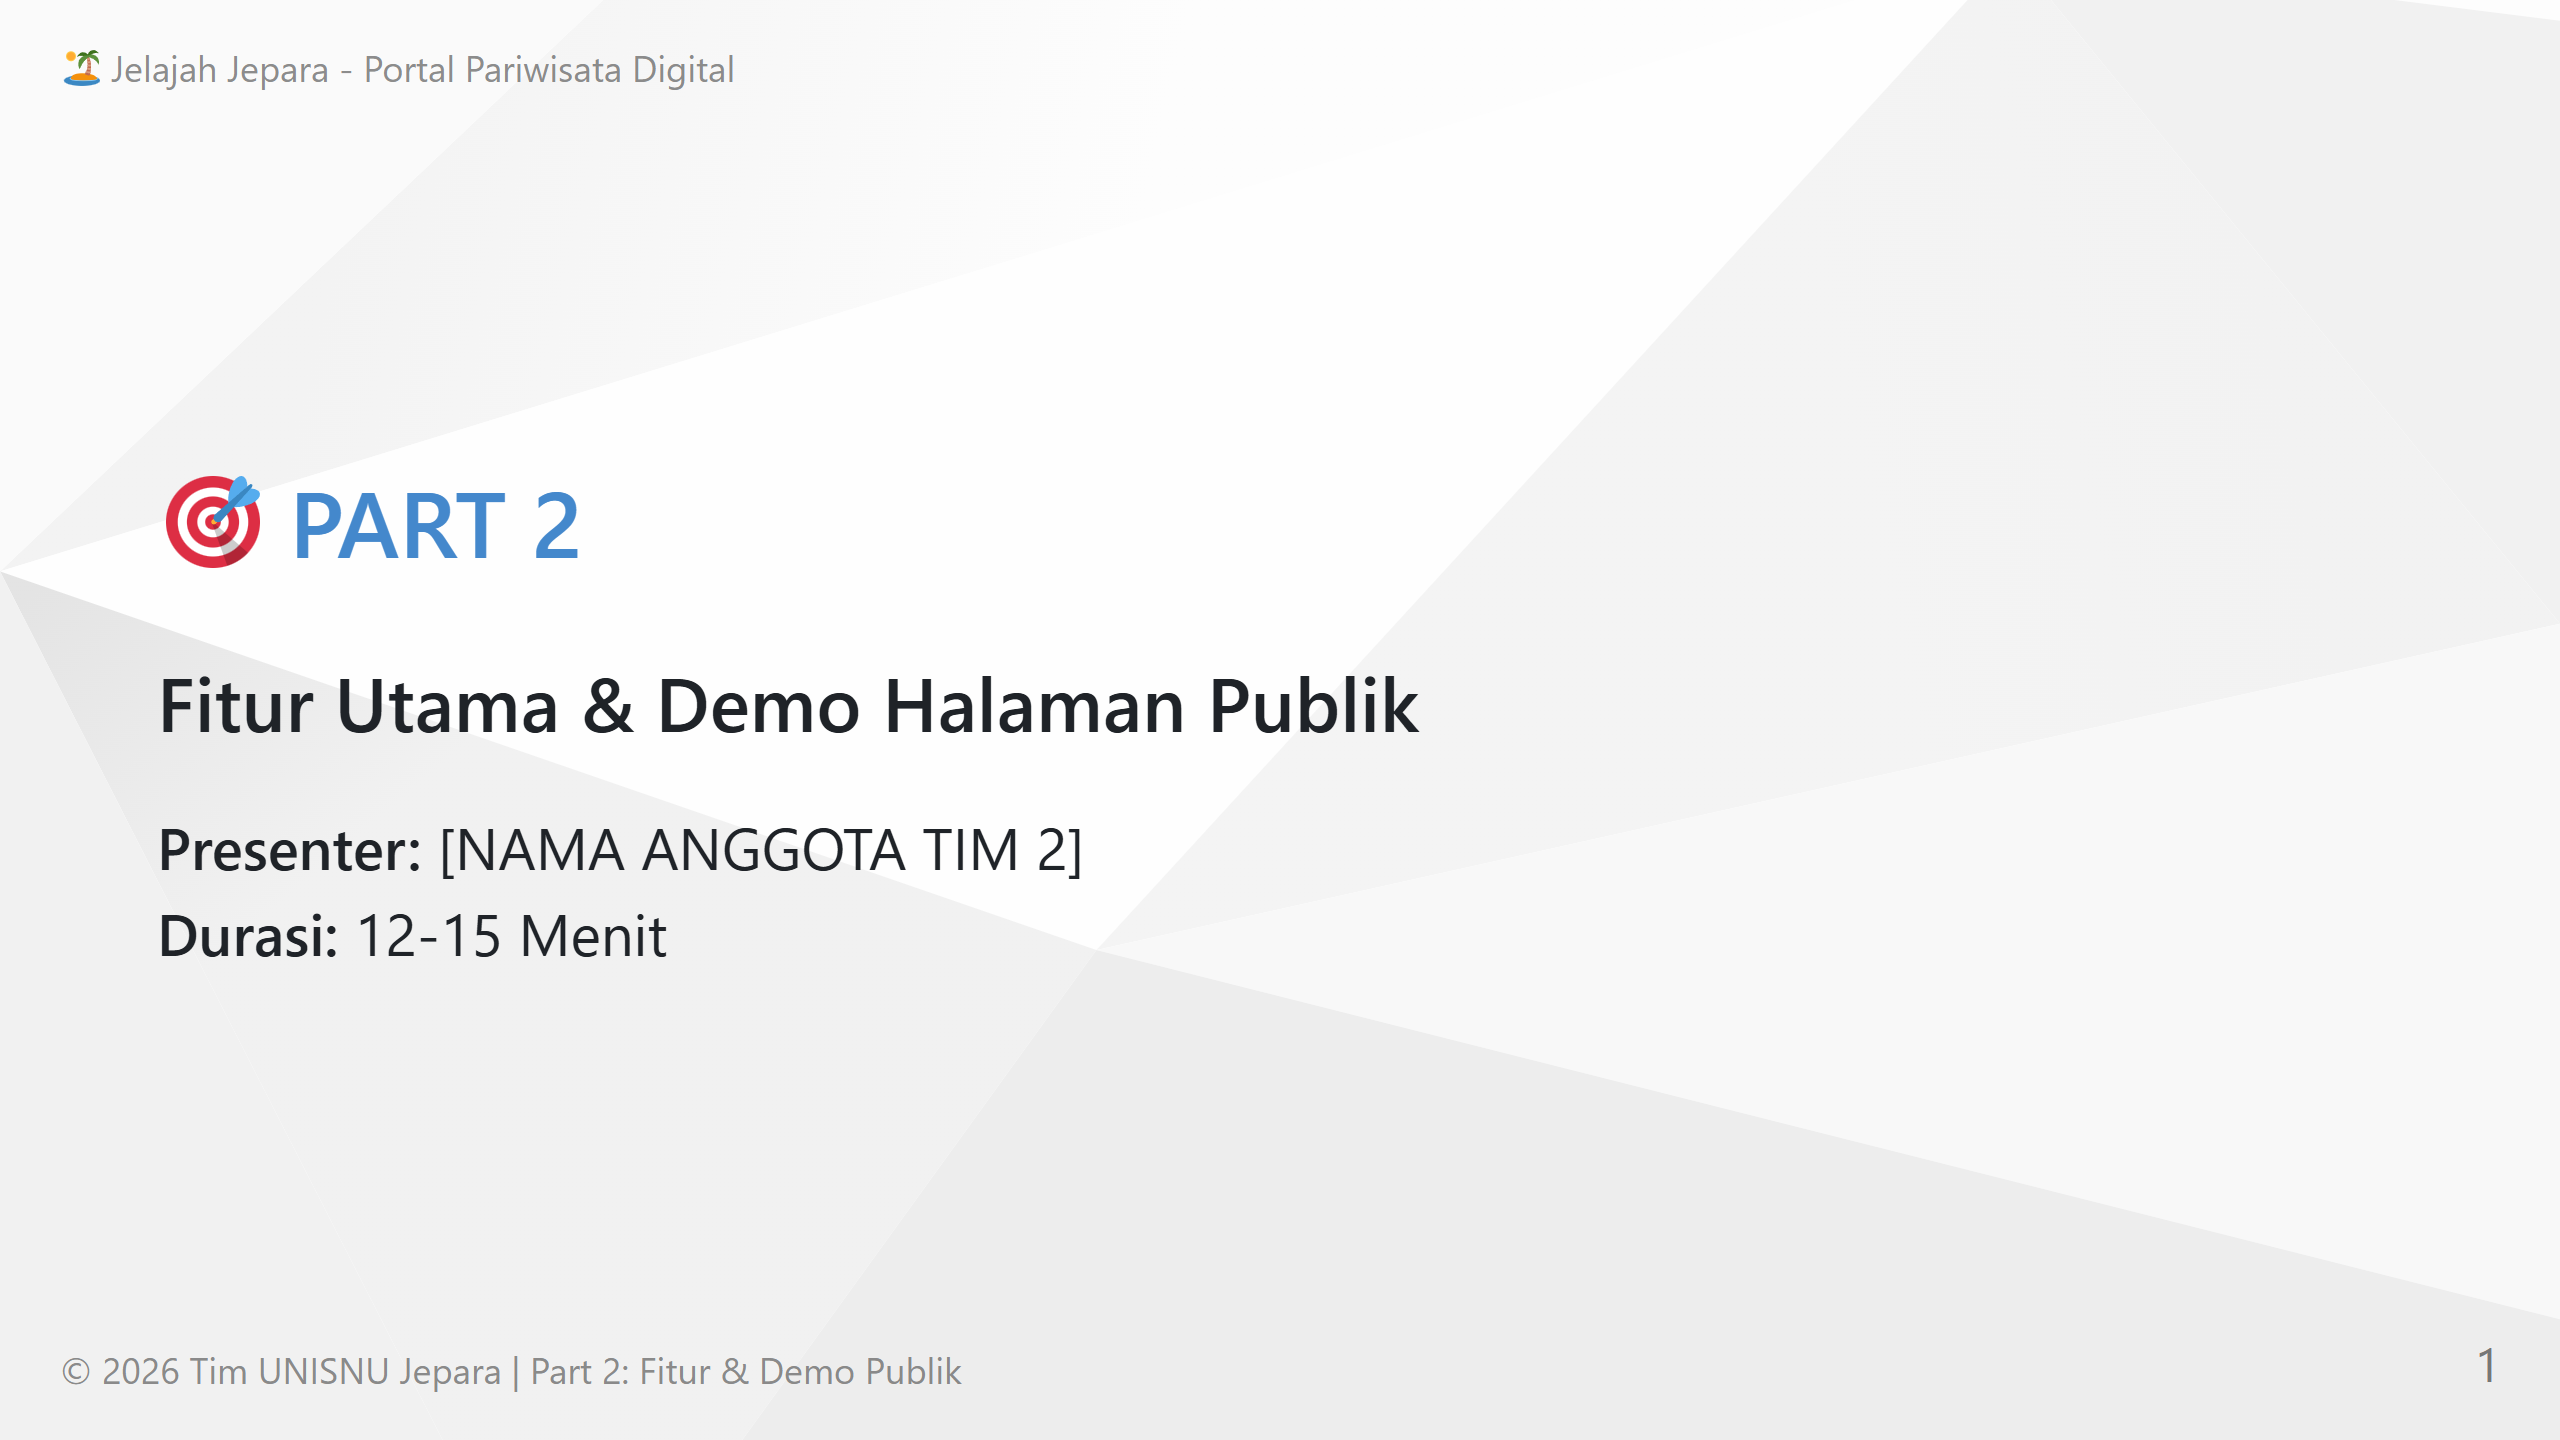 🏝️ Jelajah Jepara - Portal Pariwisata Digital
🎯 PART 2
Fitur Utama & Demo Halaman Publik
Presenter: [NAMA ANGGOTA TIM 2]
Durasi: 12-15 Menit
© 2026 Tim UNISNU Jepara | Part 2: Fitur & Demo Publik
1